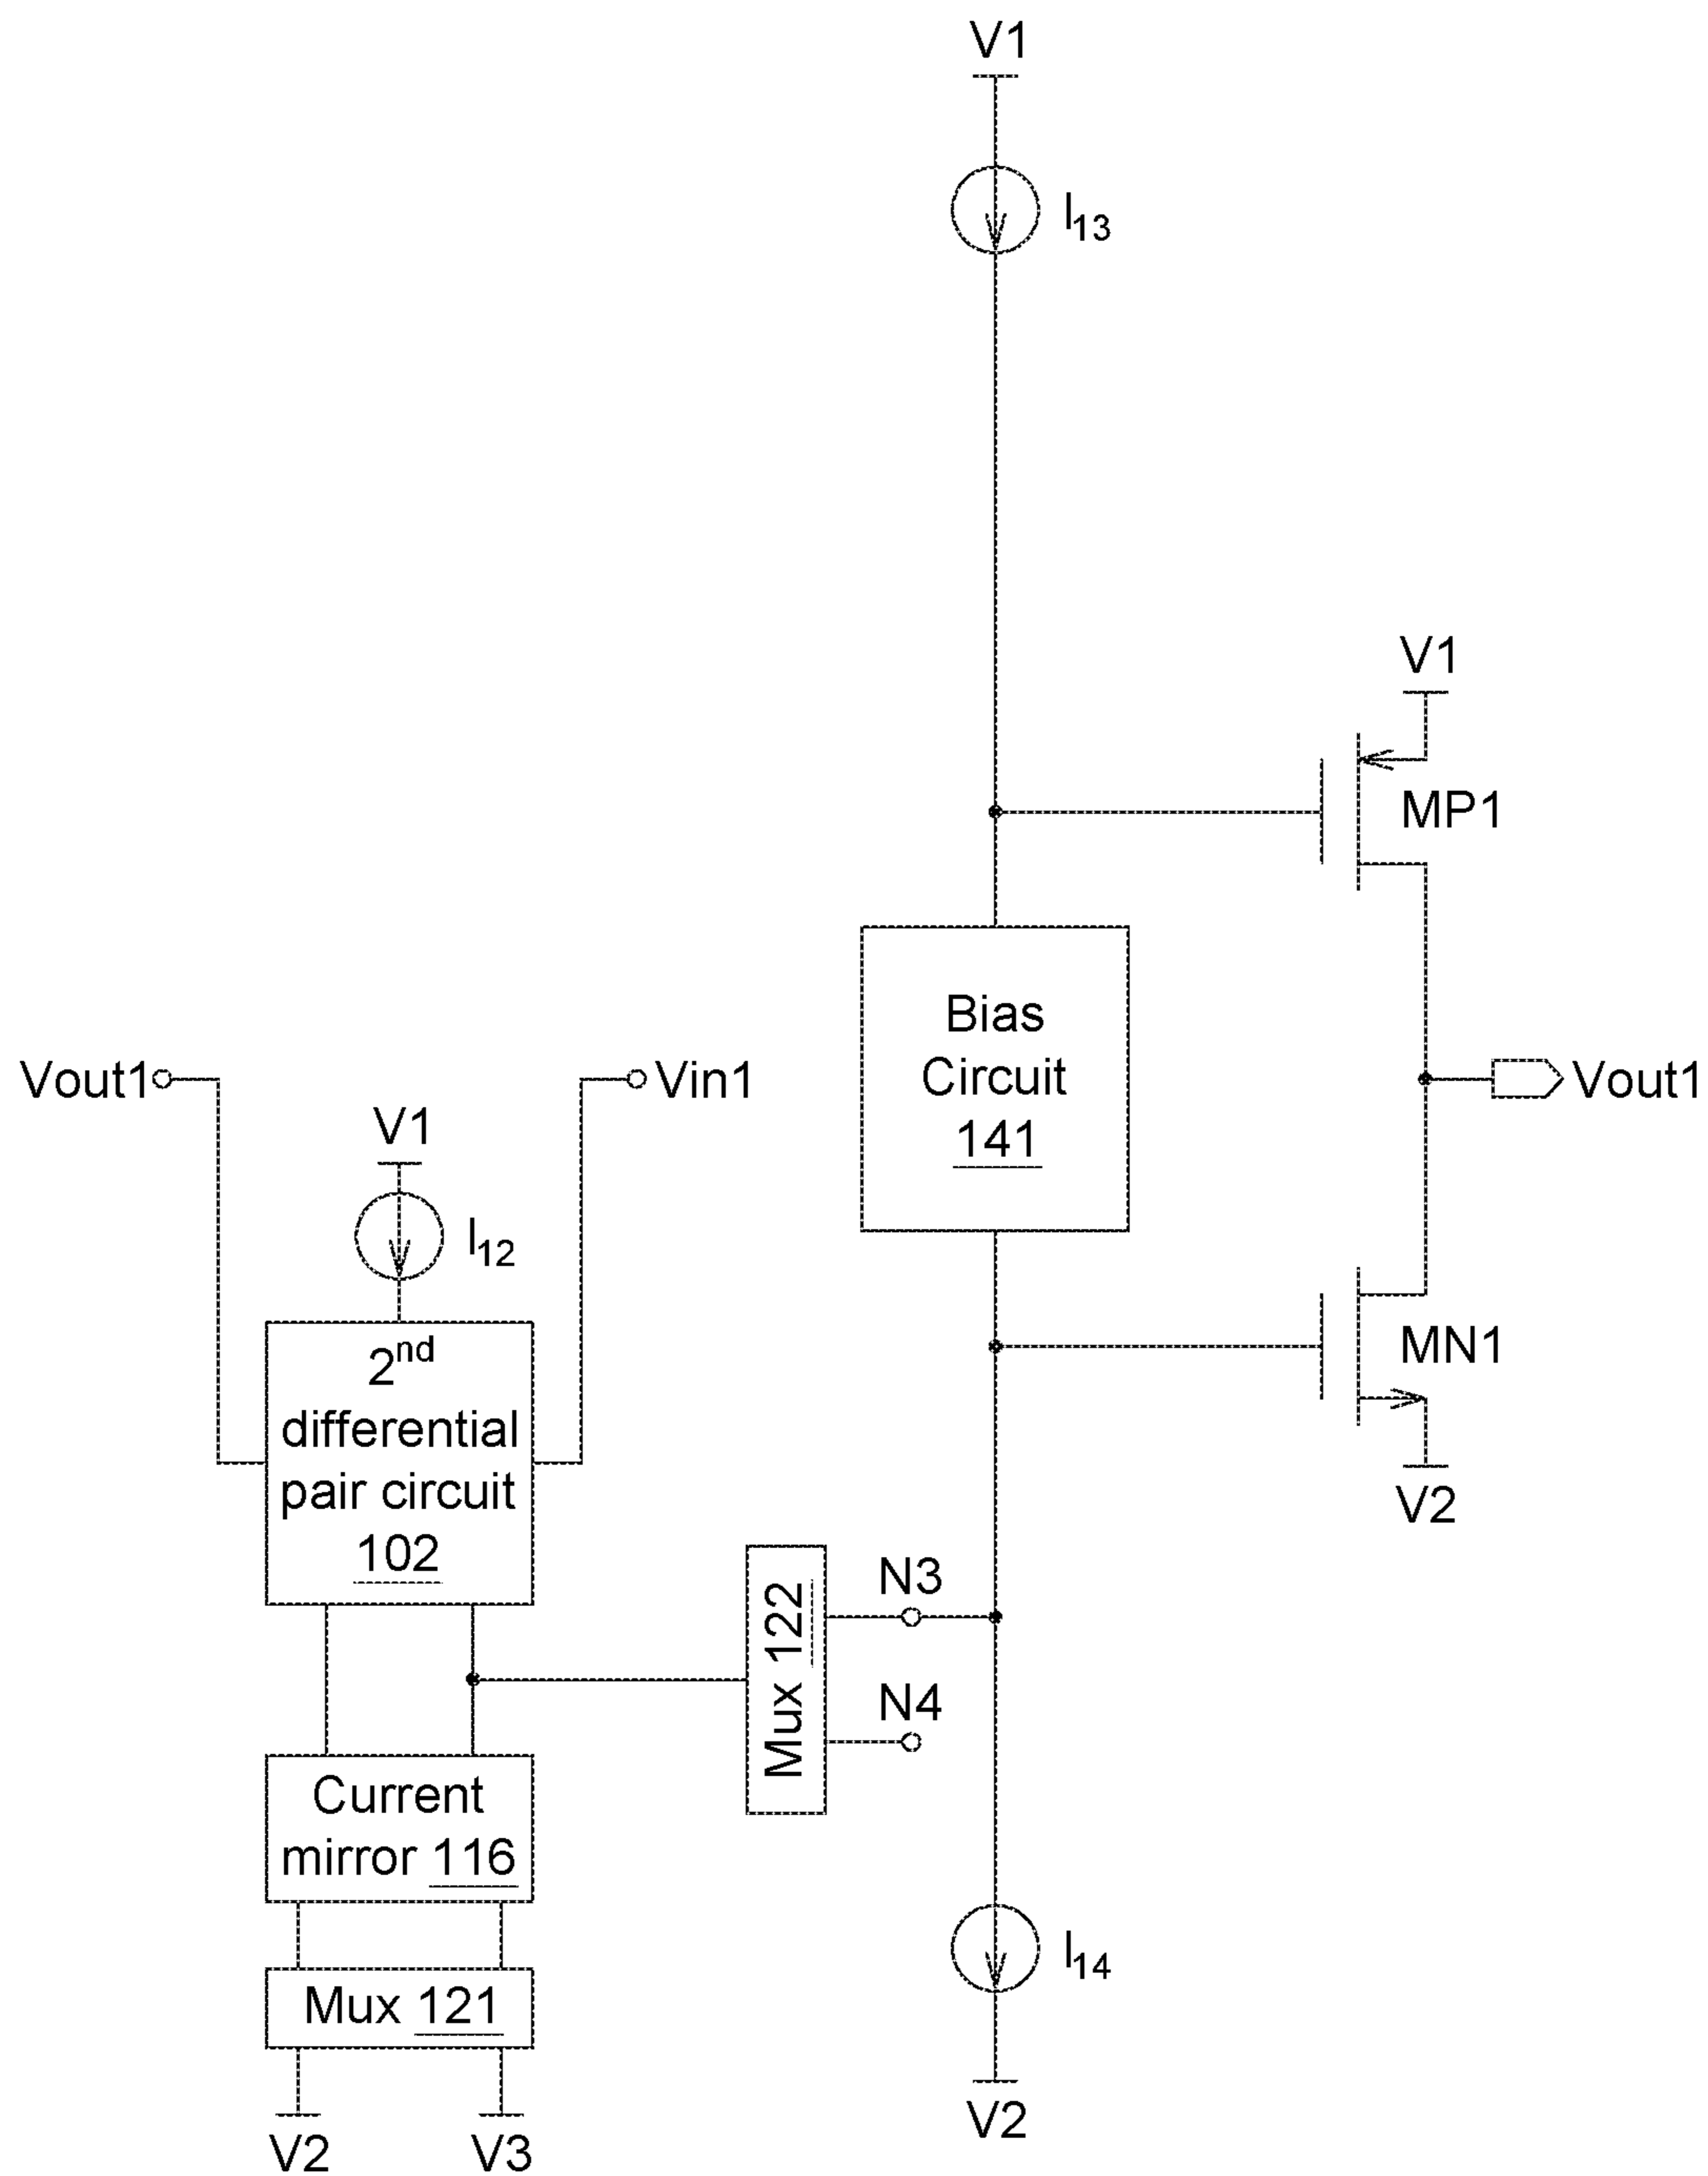 V1
I13
V1
MP1
Bias
Circuit
141
Vout1
Vin1
Vout1
V1
I12
2nd
differential
pair circuit
102
MN1
V2
Mux 122
N3
N4
Current
mirror 116
I14
Mux 121
V2
V2
V3